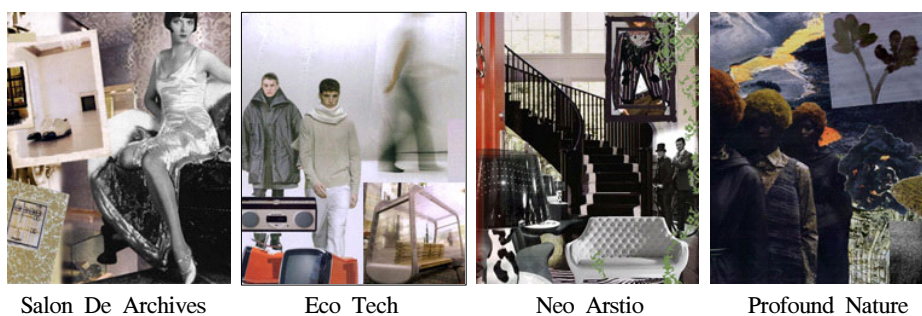 Salon De Archives
Eco Tech
Neo Arstio
Profound Nature